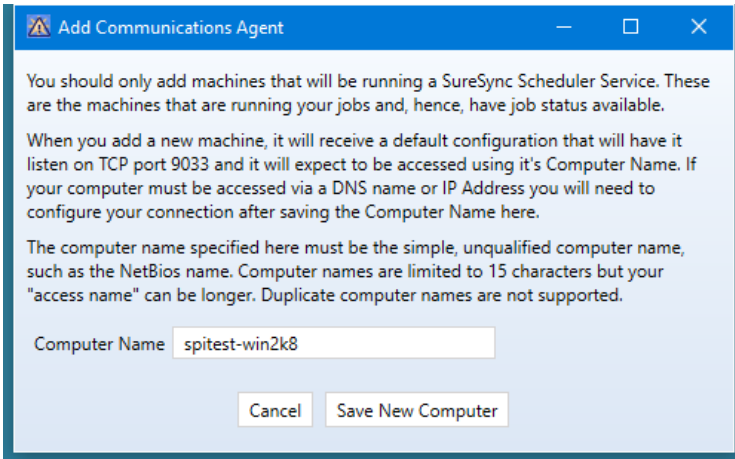 Add Communications Agent
You should only add machines that will be running a SureSync Scheduler Service. These
are the machines that are running your jobs and, hence, have job status available.
When you add a new machine, it will receive a default configuration that will have it
listen on TCP port 9033 and it will expect to be accessed using it's Computer Name. If
your computer must be accessed via a DNS name or IP Address you will need to
configure your connection after saving the Computer Name here.
The computer name specified here must be the simple, unqualified computer name,
such as the NetBios name. Computer names are limited to 15 characters but your
"access name" can be longer. Duplicate computer names are not supported.
Computer Name spitest-win2k8
Cancel Save New Computer